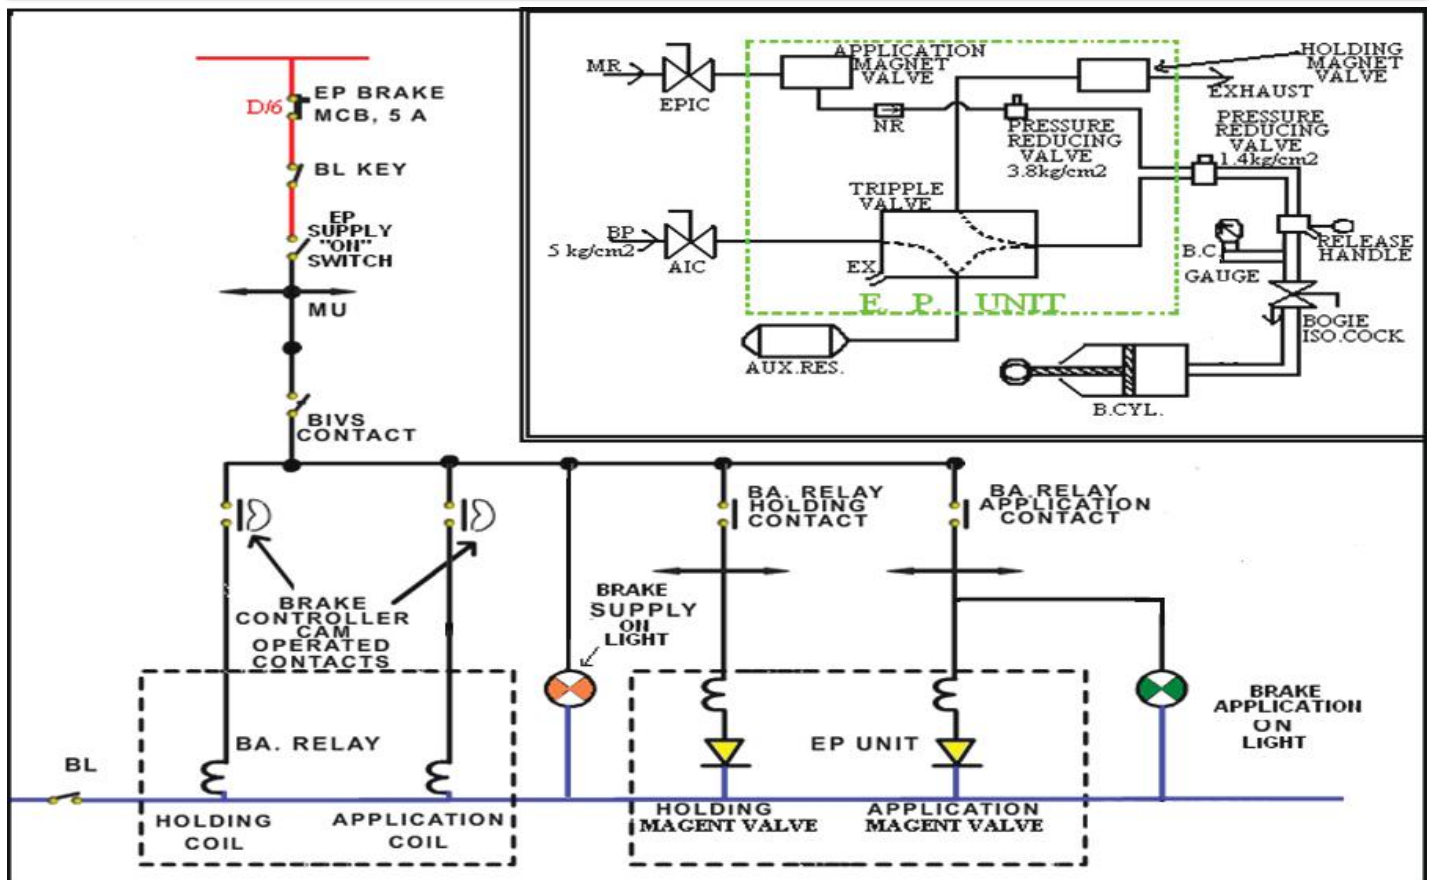 D/6
EP BRAKE
MCB, 5 A
BL KEY
EP
SUPPLY
"ON"
SWITCH
MU
BIVS
CONTACT
MR
EPIC
APPLICATION
MAGNET
VALVE
HOLDING
MAGNET
VALVE
EXHAUST
NR
PRESSURE
REDUCING
VALVE
3.8kg/cm2
PRESSURE
REDUCING
VALVE
1.4kg/cm2
TRIPPLE
VALVE
BP
5 kg/cm2
AIC
EX
E. P. UNIT
AUX.RES.
B.C.
GAUGE
RELEASE
HANDLE
BOGIE
ISO.COCK
B.CYL.
BA. RELAY
HOLDING
CONTACT
BA.RELAY
APPLICATION
CONTACT
BRAKE
CONTROLLER
CAM
OPERATED
CONTACTS
BRAKE
SUPPLY
ON
LIGHT
BRAKE
APPLICATION
ON
LIGHT
BA. RELAY
EP UNIT
BL
HOLDING
COIL
APPLICATION
COIL
HOLDING
MAGENT VALVE
APPLICATION
MAGENT VALVE